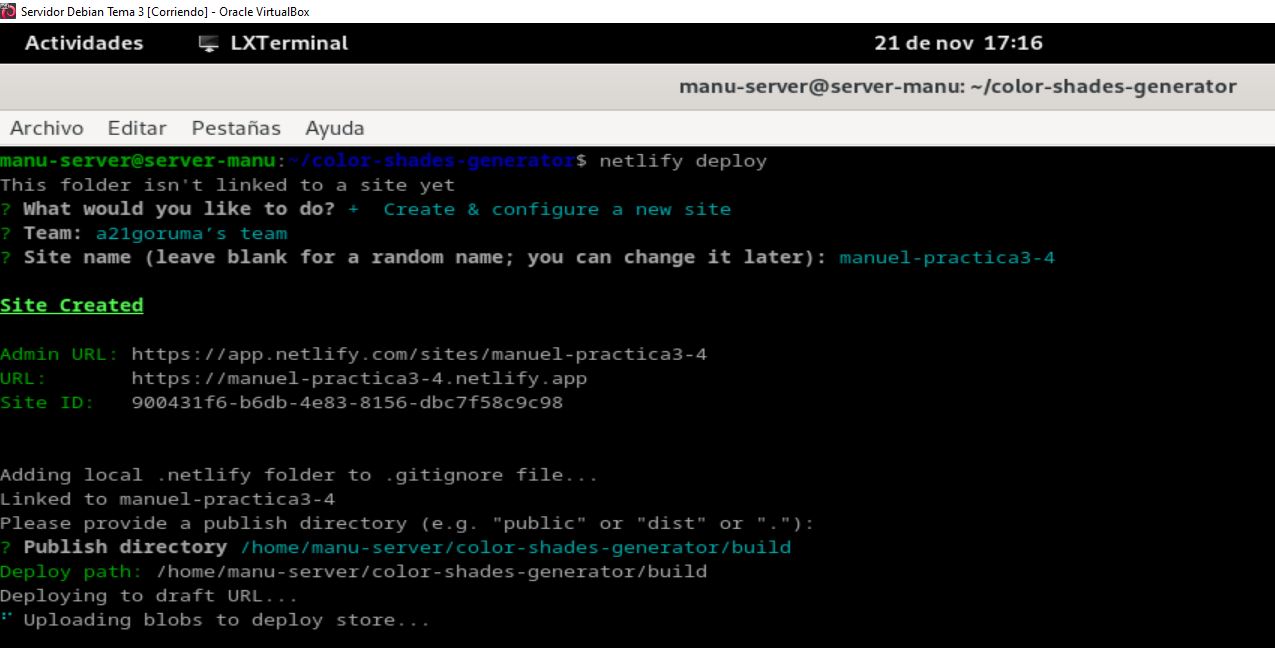 Servidor Debian Tema 3 [Corriendo] - Oracle VirtualBox
Actividades LXTerminal 21 de nov 17:16
manu-server@server-manu: ~/color-shades-generator
Archivo Editar Pestañas Ayuda
manu-server@server-manu:~/color-shades-generator$ netlify deploy
This folder isn't linked to a site yet
? What would you like to do? + Create & configure a new site
? Team: a21goruma’s team
? Site name (leave blank for a random name; you can change it later): manuel-practica3-4
Site Created
Admin URL: https://app.netlify.com/sites/manuel-practica3-4
URL: https://manuel-practica3-4.netlify.app
Site ID: 900431f6-b6db-4e83-8156-dbc7f58c9c98
Adding local .netlify folder to .gitignore file...
Linked to manuel-practica3-4
Please provide a publish directory (e.g. "public" or "dist" or "."):
? Publish directory /home/manu-server/color-shades-generator/build
Deploy path: /home/manu-server/color-shades-generator/build
Deploying to draft URL...
⠋ Uploading blobs to deploy store...